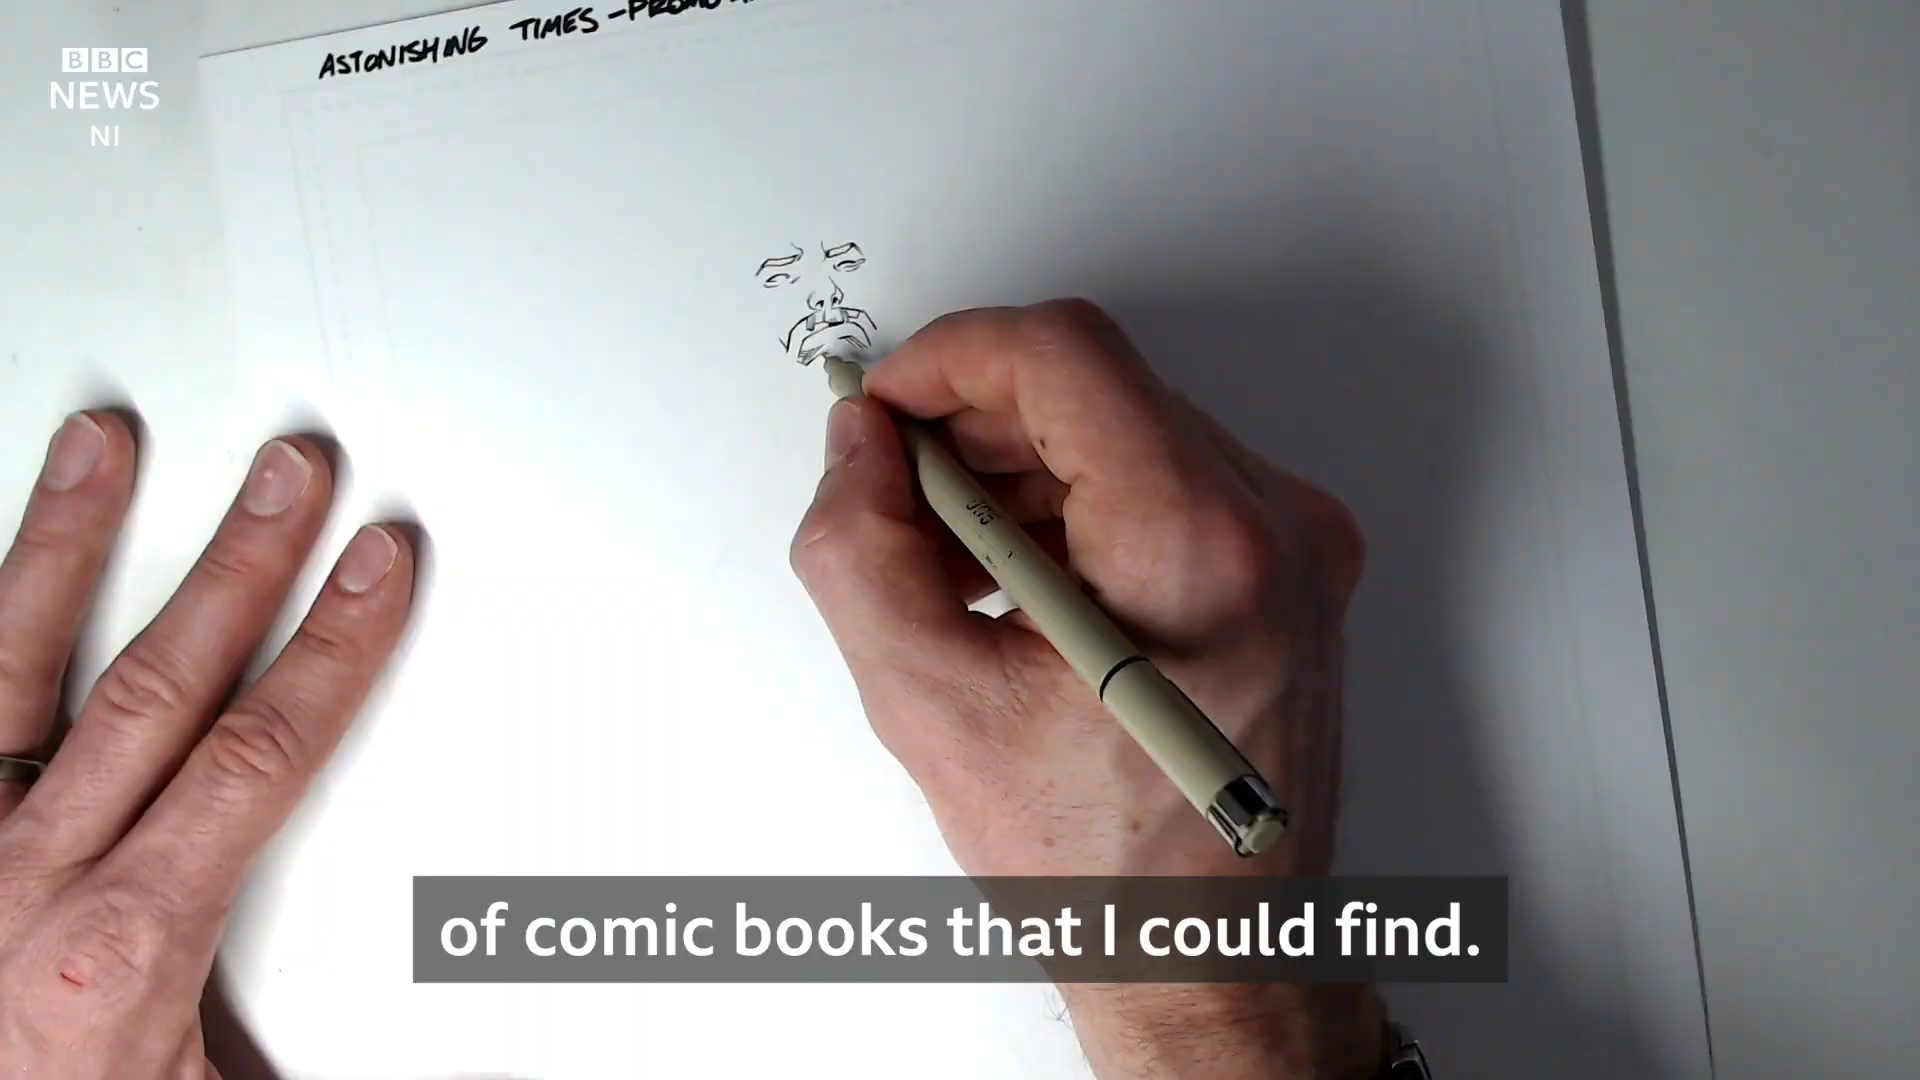 ASTONISHING TIMES -
BBC
NEWS
NI
of comic books that I could find.